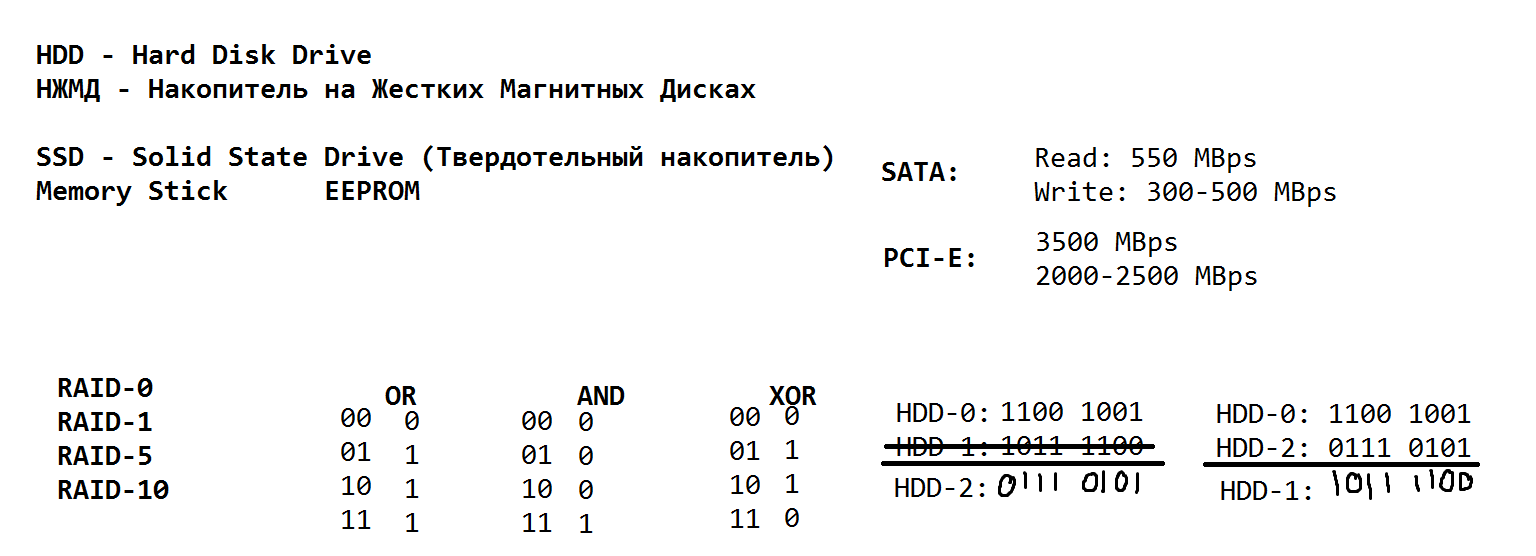 HDD - Hard Disk Drive
НЖМД - Накопитель на Жестких Магнитных Дисках
SSD - Solid State Drive (Твердотельный накопитель)
Memory Stick EEPROM
SATA: Read: 550 MBps
Write: 300-500 MBps
PCI-E: 3500 MBps
2000-2500 MBps
RAID-0
RAID-1
RAID-5
RAID-10
OR
00 0
01 1
10 1
11 1
AND
00 0
01 0
10 0
11 1
XOR
00 0
01 1
10 1
11 0
HDD-0: 1100 1001
HDD-1: 1011 1100
HDD-2: 0111 0101
HDD-0: 1100 1001
HDD-2: 0111 0101
HDD-1: 1011 1100